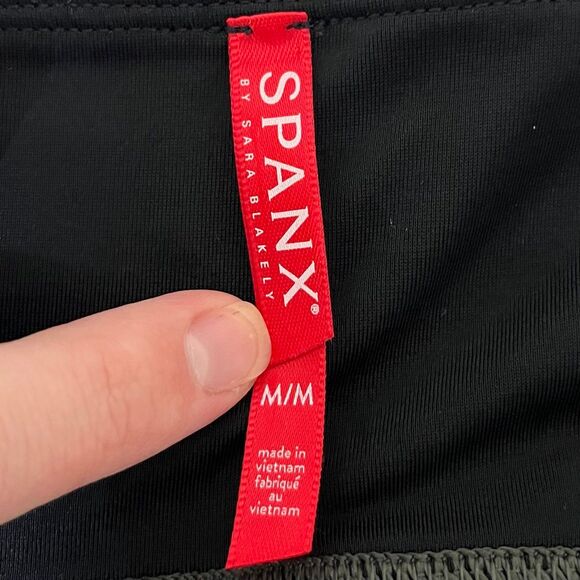 SPANX®
BY SARA BLAKELY
M/M
made in
vietnam
fabriqué
au
vietnam